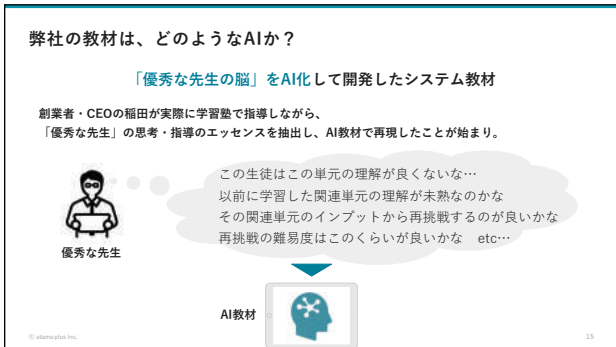 弊社の教材は、どのようなAIか？
「優秀な先生の脳」をAI化して開発したシステム教材
創業者・CEOの稲田が実際に学習塾で指導しながら、
「優秀な先生」の思考・指導のエッセンスを抽出し、AI教材で再現したことが始まり。
この生徒はこの単元の理解が良くないな…
以前に学習した関連単元の理解が未熟なのかな
その関連単元のインプットから再挑戦するのが良いかな
再挑戦の難易度はこのくらいが良いかな　etc…
優秀な先生
AI教材
© atama plus Inc.
15